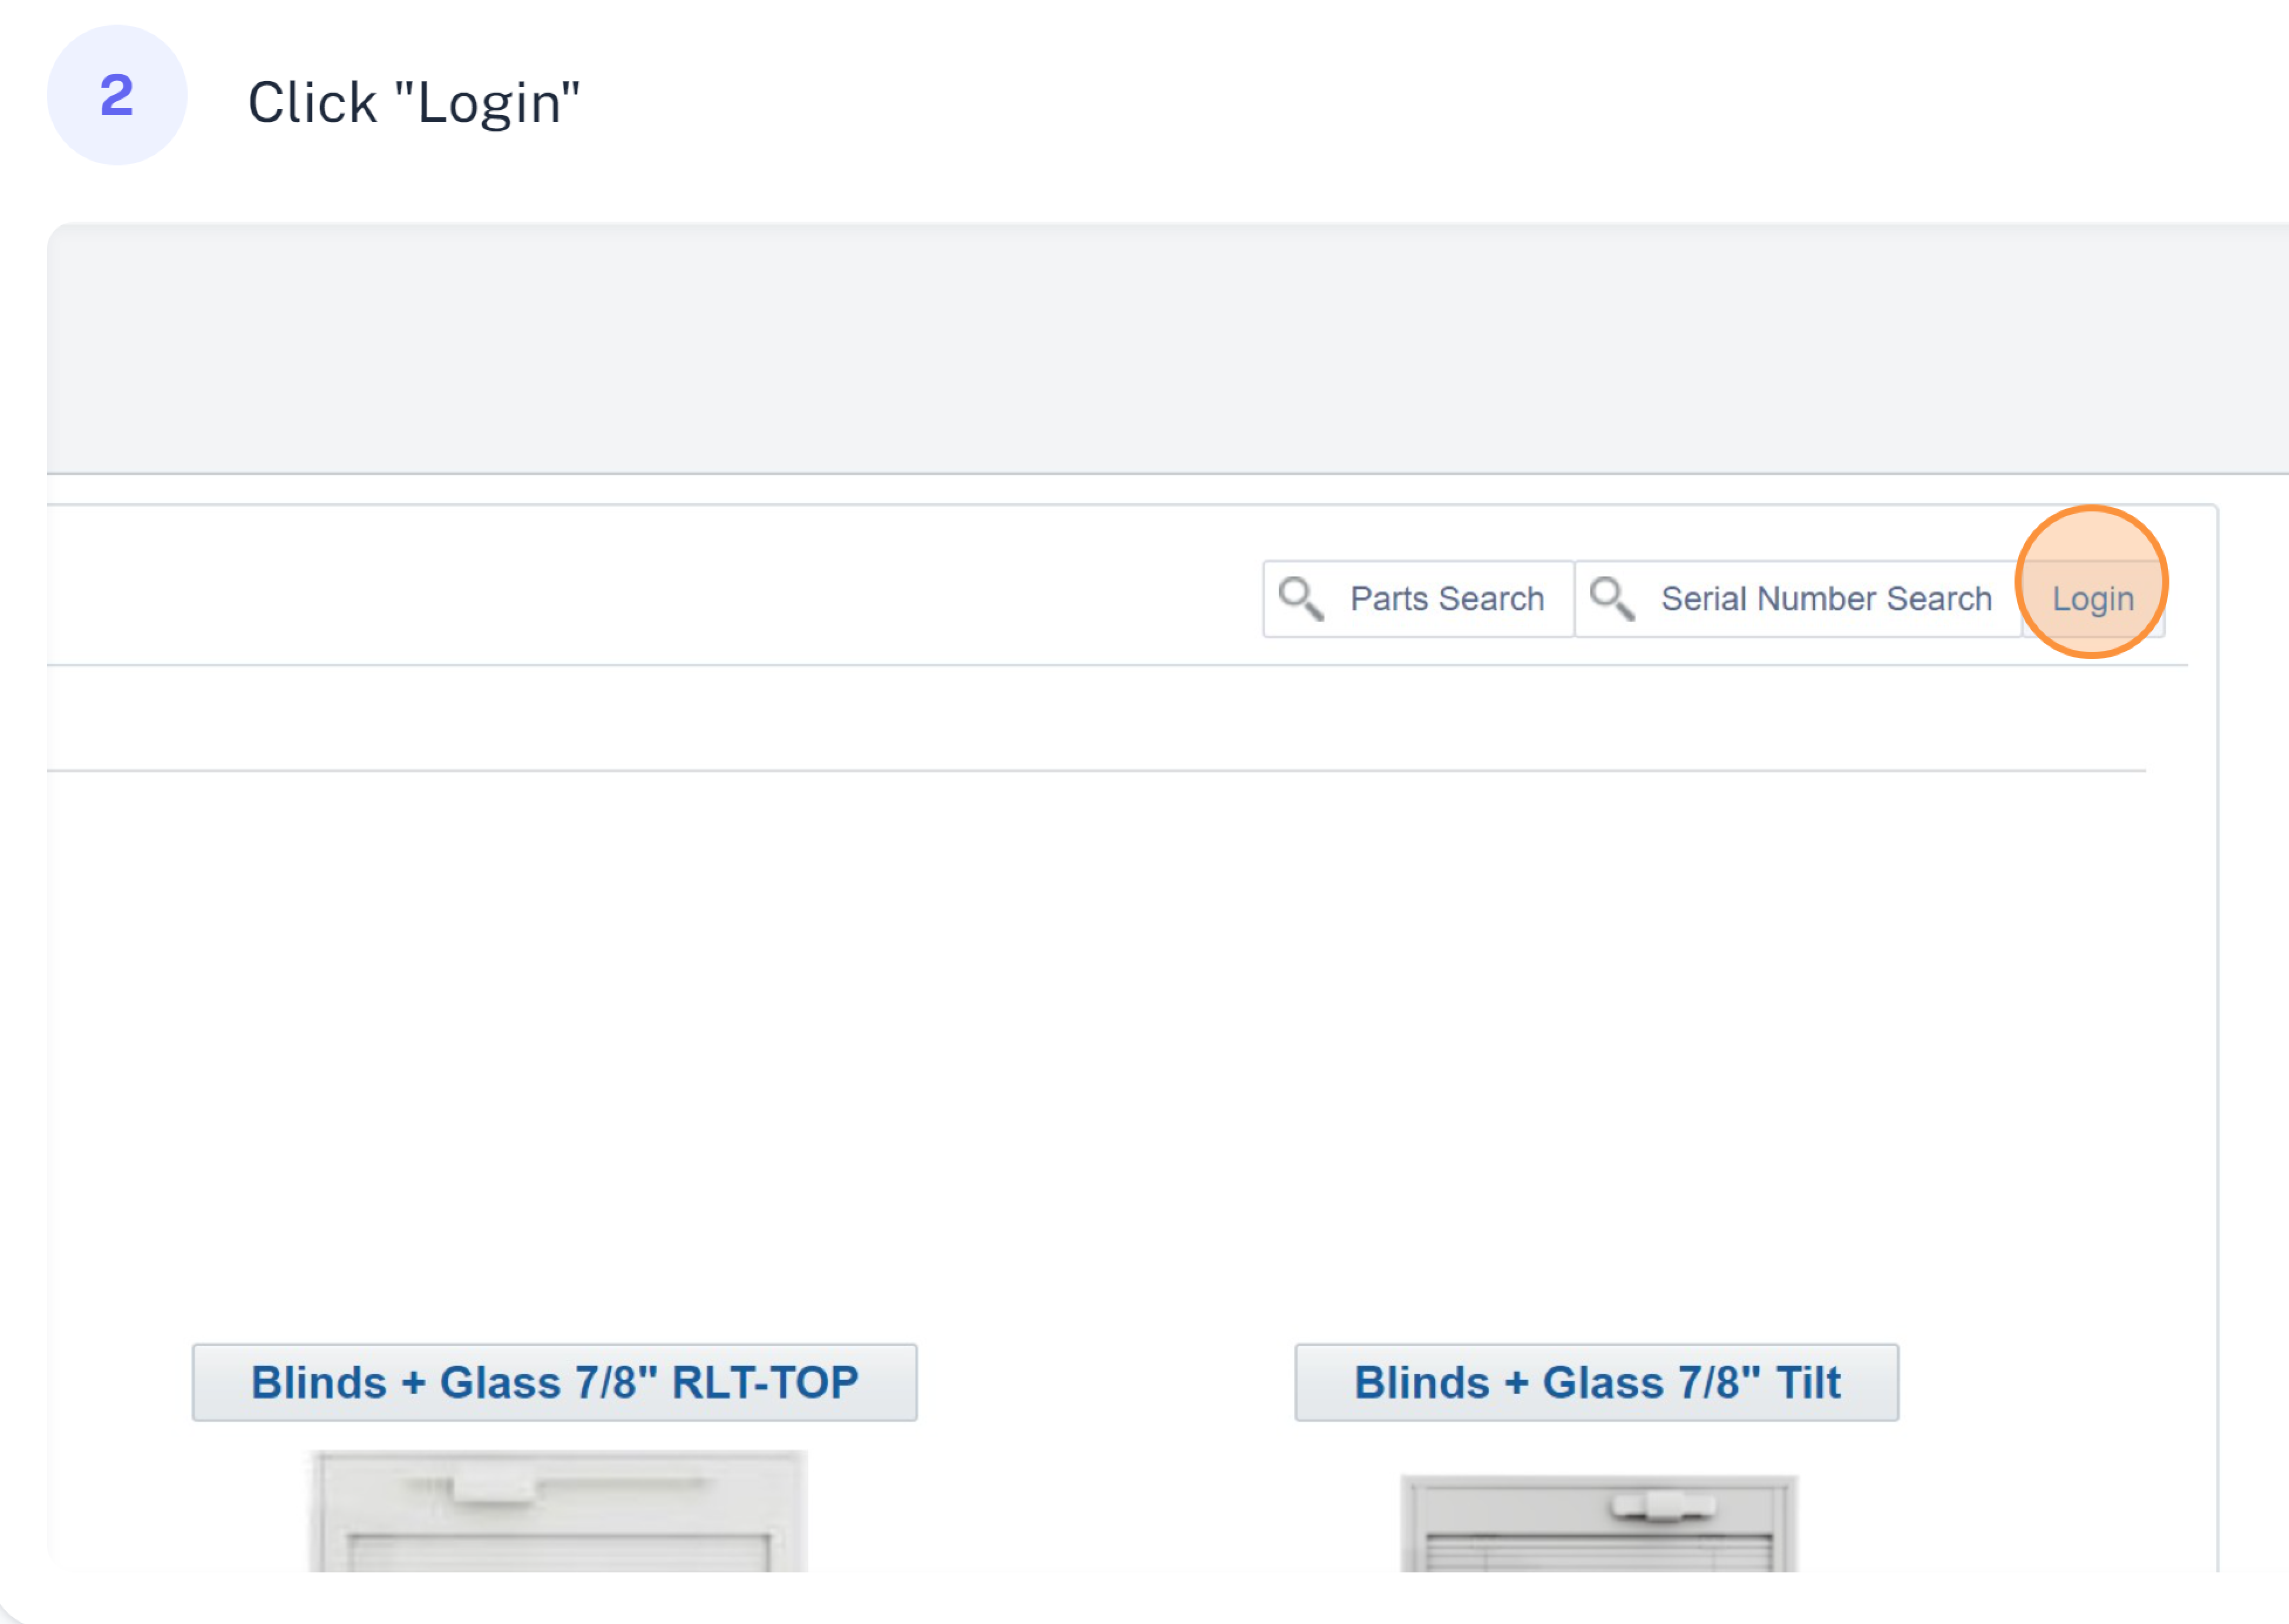 2
Click "Login"
Parts Search
Serial Number Search
Login
Blinds + Glass 7/8" RLT-TOP
Blinds + Glass 7/8" Tilt